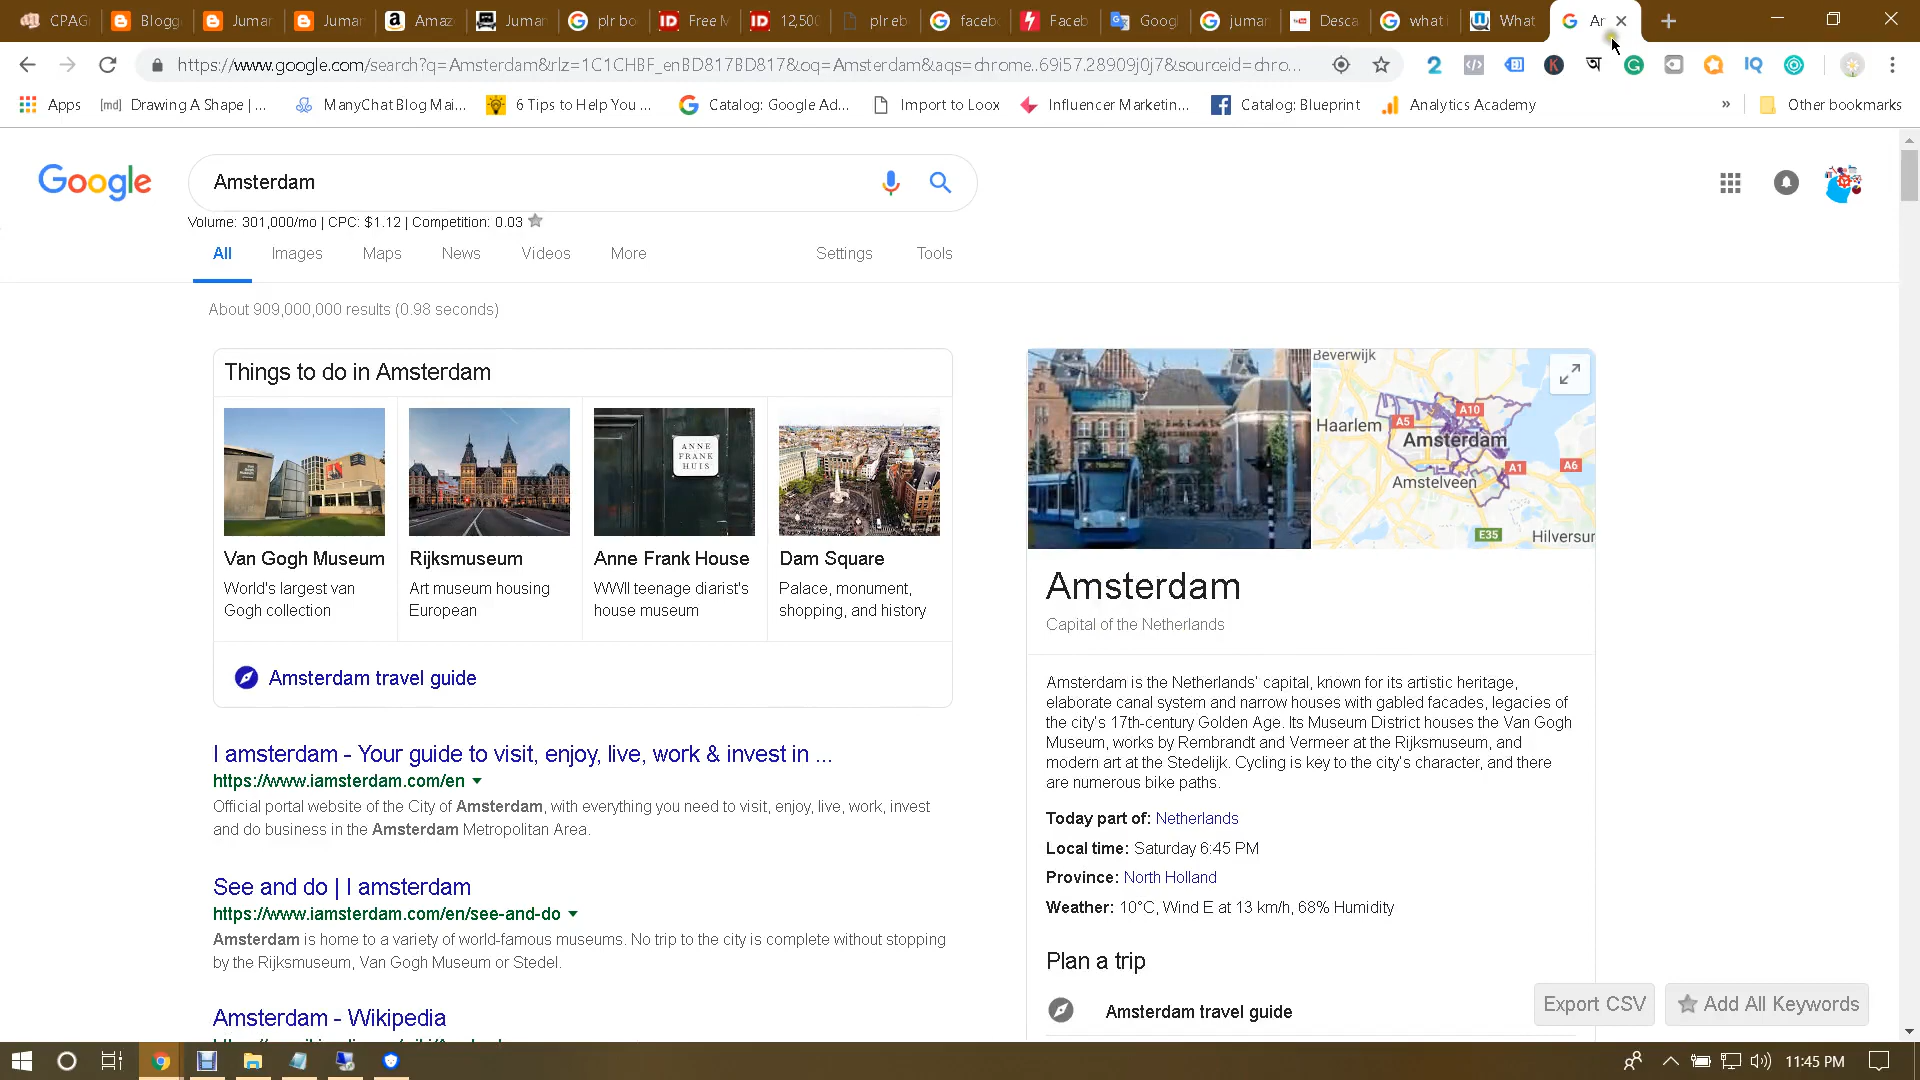 CPAG
Blogg
Jumar
Jumar
Amaz
Jumar
plr bo
Free M
12,500
plr eb
facebo
Faceb
Googl
jumar
Desca
what i
What
Am
https://www.google.com/search?q=Amsterdam&rlz=1C1CHBF_enBD817BD817&oq=Amsterdam&aqs=chrome..69i57.28909j0j7&sourceid=chro...
Apps
Drawing A Shape | ...
ManyChat Blog Mai...
6 Tips to Help You ...
Catalog: Google Ad...
Import to Loox
Influencer Marketin...
Catalog: Blueprint
Analytics Academy
»
Other bookmarks
Google
Amsterdam
Volume: 301,000/mo | CPC: $1.12 | Competition: 0.03
All Images Maps News Videos More Settings Tools
About 909,000,000 results (0.98 seconds)
Things to do in Amsterdam
ANNE
FRANK
HUIS
Van Gogh Museum
World's largest van
Gogh collection
Rijksmuseum
Art museum housing
European
Anne Frank House
WWII teenage diarist's
house museum
Dam Square
Palace, monument,
shopping, and history
Amsterdam travel guide
I amsterdam - Your guide to visit, enjoy, live, work & invest in ...
https://www.iamsterdam.com/en
Official portal website of the City of Amsterdam, with everything you need to visit, enjoy, live, work, invest
and do business in the Amsterdam Metropolitan Area.
See and do | I amsterdam
https://www.iamsterdam.com/en/see-and-do
Amsterdam is home to a variety of world-famous museums. No trip to the city is complete without stopping
by the Rijksmuseum, Van Gogh Museum or Stedel.
Amsterdam - Wikipedia
Beverwijk
Haarlem
A5
A10
Amsterdam
A1
A6
Amstelveen
E35
Hilversum
Amsterdam
Capital of the Netherlands
Amsterdam is the Netherlands' capital, known for its artistic heritage,
elaborate canal system and narrow houses with gabled facades, legacies of
the city's 17th-century Golden Age. Its Museum District houses the Van Gogh
Museum, works by Rembrandt and Vermeer at the Rijksmuseum, and
modern art at the Stedelijk. Cycling is key to the city's character, and there
are numerous bike paths.
Today part of: Netherlands
Local time: Saturday 6:45 PM
Province: North Holland
Weather: 10°C, Wind E at 13 km/h, 68% Humidity
Plan a trip
Amsterdam travel guide
Export CSV
Add All Keywords
11:45 PM